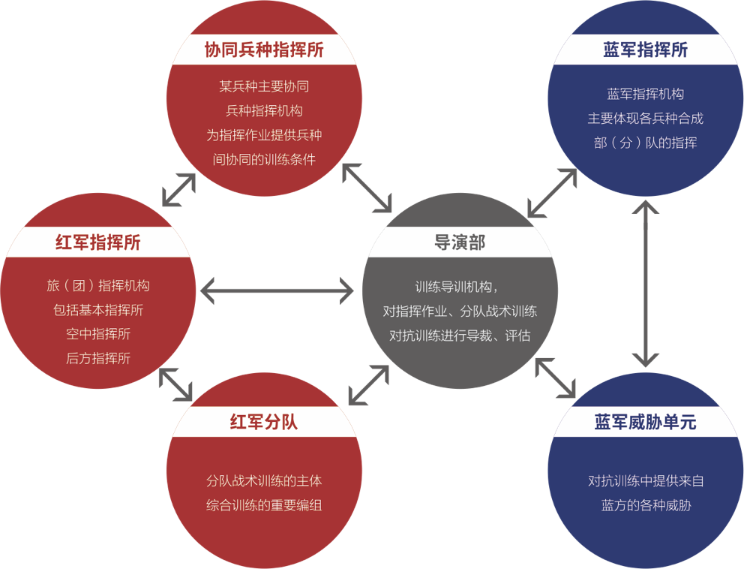 协同兵种指挥所
某兵种主要协同
兵种指挥机构
为指挥作业提供兵种
间协同的训练条件
蓝军指挥所
蓝军指挥机构
主要体现各兵种合成
部（分）队的指挥
红军指挥所
旅（团）指挥机构
包括基本指挥所
空中指挥所
后方指挥所
导演部
训练导训机构，
对指挥作业、分队战术训练
对抗训练进行导裁、评估
红军分队
分队战术训练的主体
综合训练的重要编组
蓝军威胁单元
对抗训练中提供来自
蓝方的各种威胁